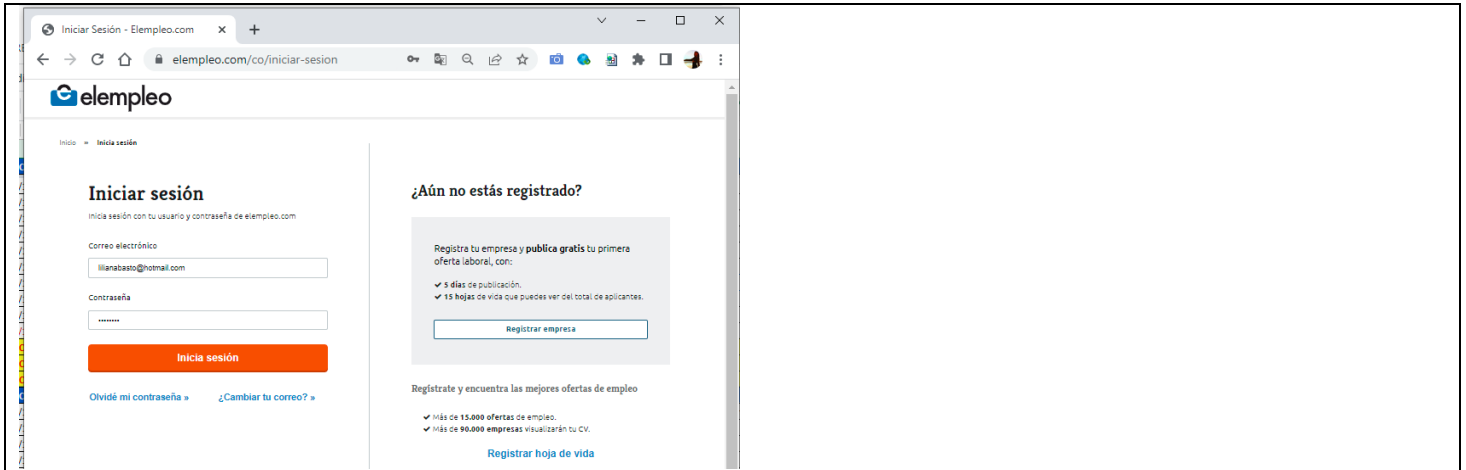 Iniciar Sesión - Elempleo.com
elempleo.com/co/iniciar-sesion
elempleo
Inicio
Inicia sesión
Iniciar sesión
Inicia sesión con tu usuario y contraseña de elempleo.com
Correo electrónico
lilianabasto@hotmail.com
Contraseña
••••••••
Inicia sesión
Olvidé mi contraseña »
¿Cambiar tu correo? »
¿Aún no estás registrado?
Registra tu empresa y publica gratis tu primera
oferta laboral, con:
✔ 5 días de publicación.
✔ 15 hojas de vida que puedes ver del total de aplicantes.
Registrar empresa
Regístrate y encuentra las mejores ofertas de empleo
✔ Más de 15.000 ofertas de empleo.
✔ Más de 90.000 empresas visualizarán tu CV.
Registrar hoja de vida